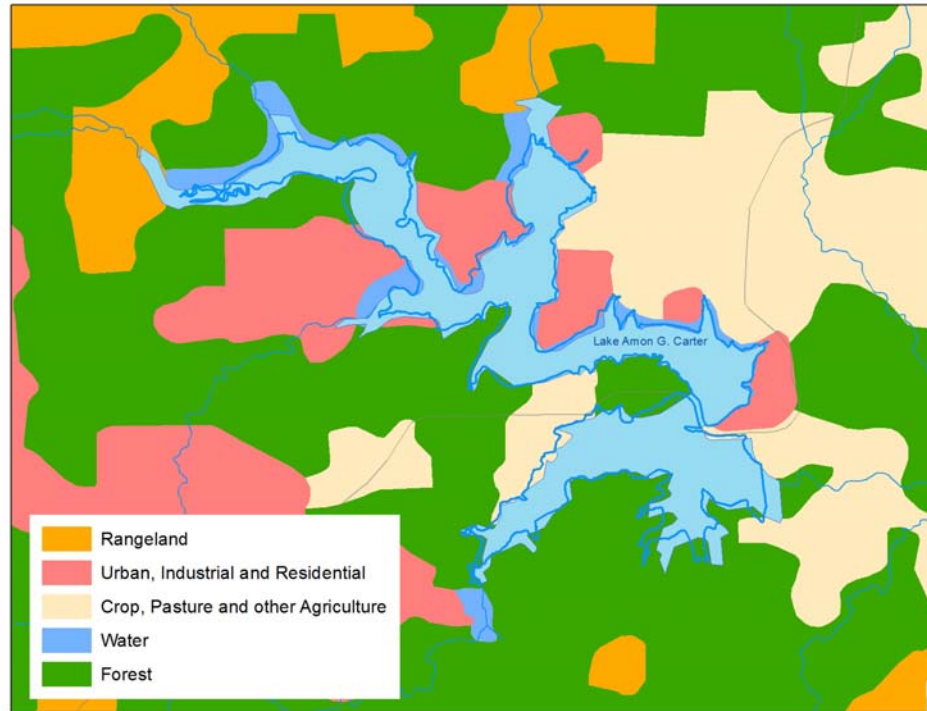 Lake Amon G. Carter
Rangeland
Urban, Industrial and Residential
Crop, Pasture and other Agriculture
Water
Forest